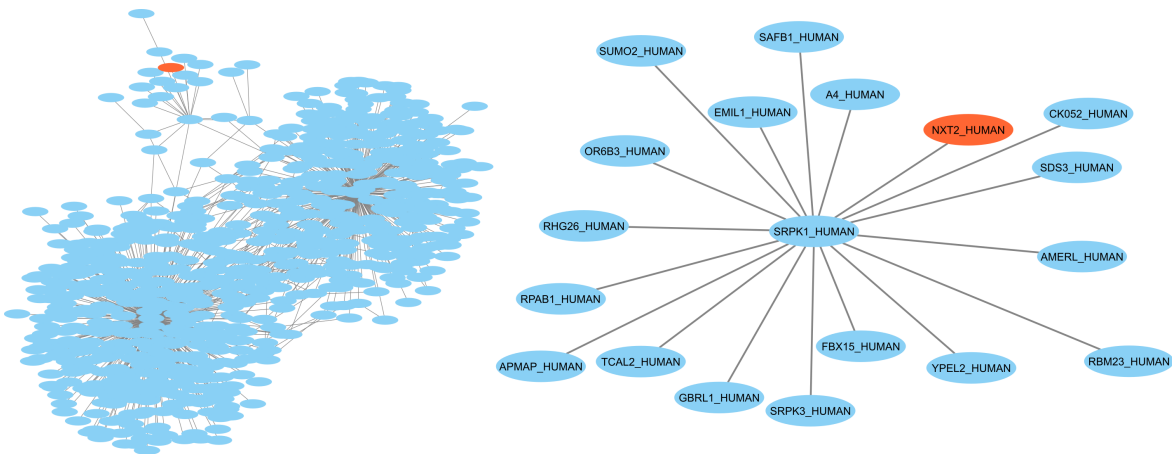 SAFB1_HUMAN
SUMO2_HUMAN
A4_HUMAN
EMIL1_HUMAN
CK052_HUMAN
NXT2_HUMAN
OR6B3_HUMAN
SDS3_HUMAN
RHG26_HUMAN
SRPK1_HUMAN
AMERL_HUMAN
RPAB1_HUMAN
FBX15_HUMAN
TCAL2_HUMAN
RBM23_HUMAN
APMAP_HUMAN
YPEL2_HUMAN
GBRL1_HUMAN
SRPK3_HUMAN